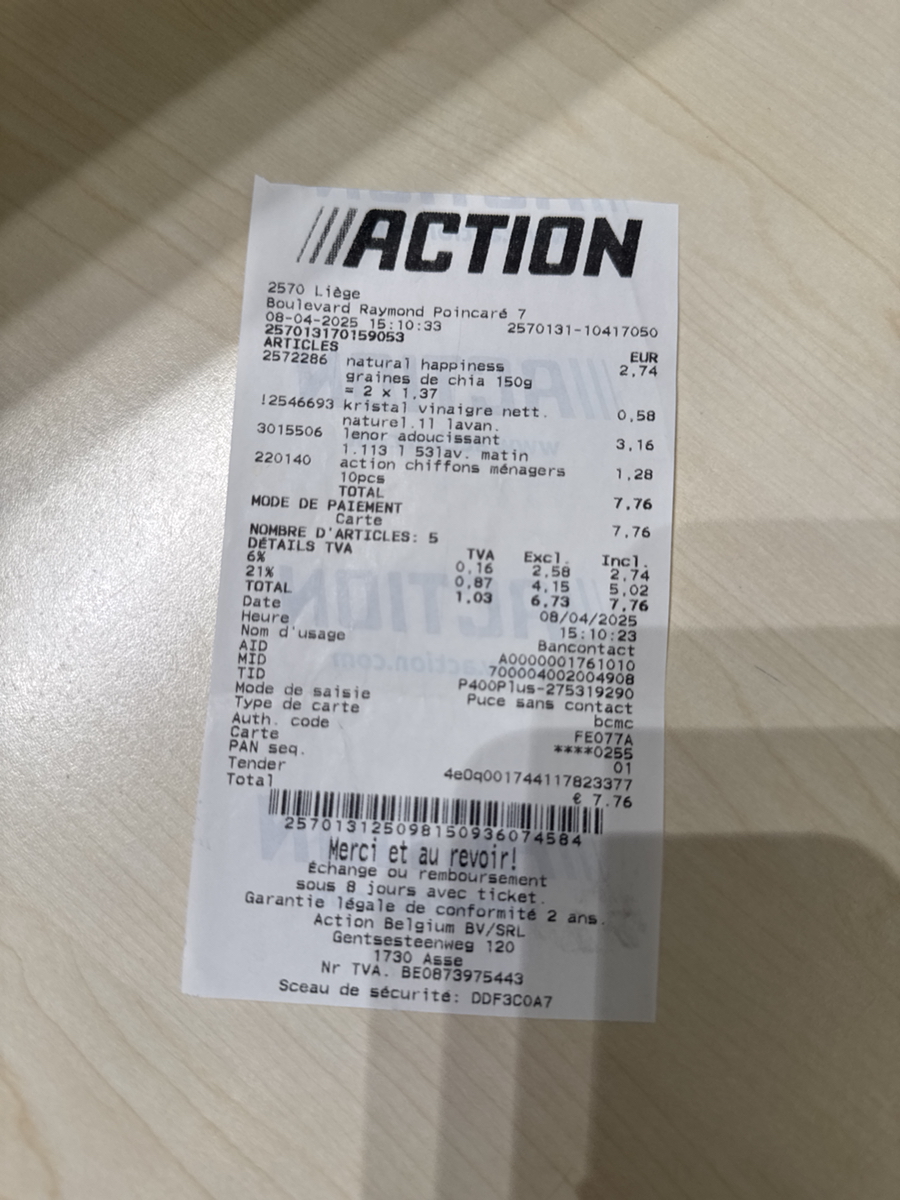 ///ACTION
2570 Liège
Boulevard Raymond Poincaré 7
08-04-2025 15:10:33 2570131-10417050
257013170159053
ARTICLES EUR
2572286 natural happiness 2,74
graines de chia 150g
= 2 x 1,37
!2546693 kristal vinaigre nett. 0,58
naturel.1l lavan.
3015506 lenor adoucissant 3,16
1.113 l 53lav. matin
220140 action chiffons ménagers 1,28
10pcs
TOTAL 7,76
MODE DE PAIEMENT
Carte 7,76
NOMBRE D'ARTICLES: 5
DÉTAILS TVA TVA Excl. Incl.
6% 0,16 2,58 2,74
21% 0,87 4,15 5,02
TOTAL 1,03 6,73 7,76
Date 08/04/2025
Heure 15:10:23
Nom d'usage Bancontact
AID A0000001761010
MID 700004002004908
TID P400Plus-275319290
Mode de saisie Puce sans contact
Type de carte bcmc
Auth. code FE077A
Carte ****0255
PAN seq. 01
Tender 4e0q001744117823377
Total € 7.76
257013125098150936074584
Merci et au revoir!
Échange ou remboursement
sous 8 jours avec ticket.
Garantie légale de conformité 2 ans.
Action Belgium BV/SRL
Gentsesteenweg 120
1730 Asse
Nr TVA. BE0873975443
Sceau de sécurité: DDF3C0A7